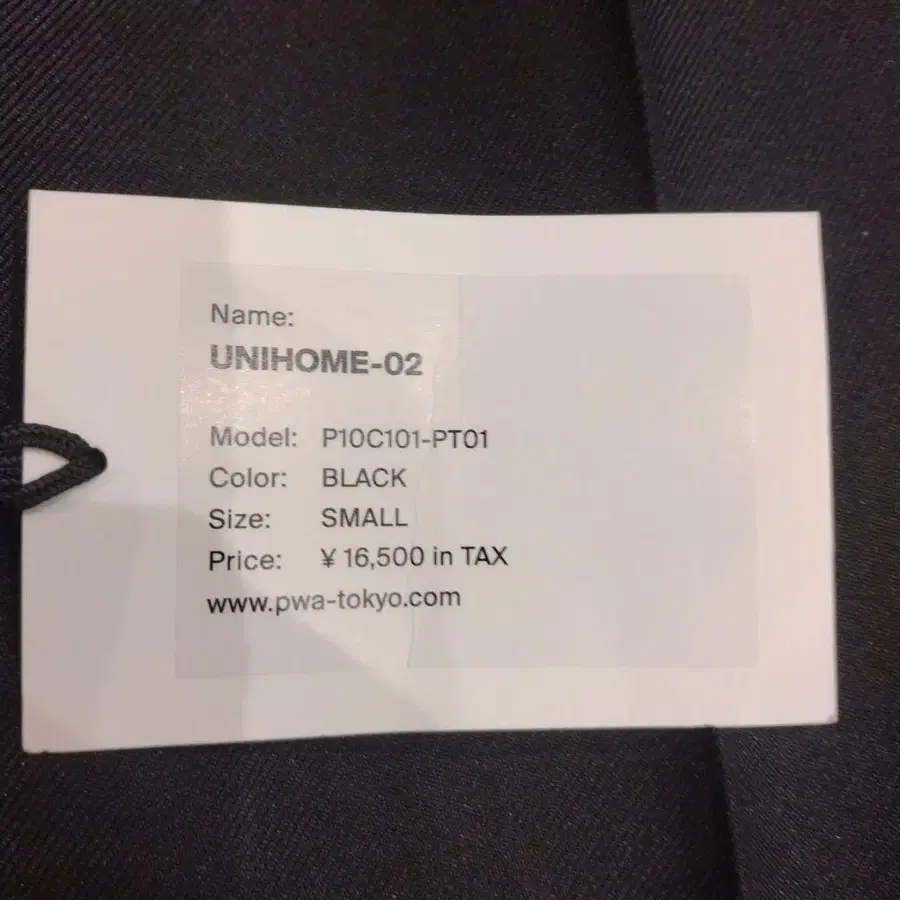 Name:
UNIHOME-02
Model: P10C101-PT01
Color: BLACK
Size: SMALL
Price: ¥ 16,500 in TAX
www.pwa-tokyo.com